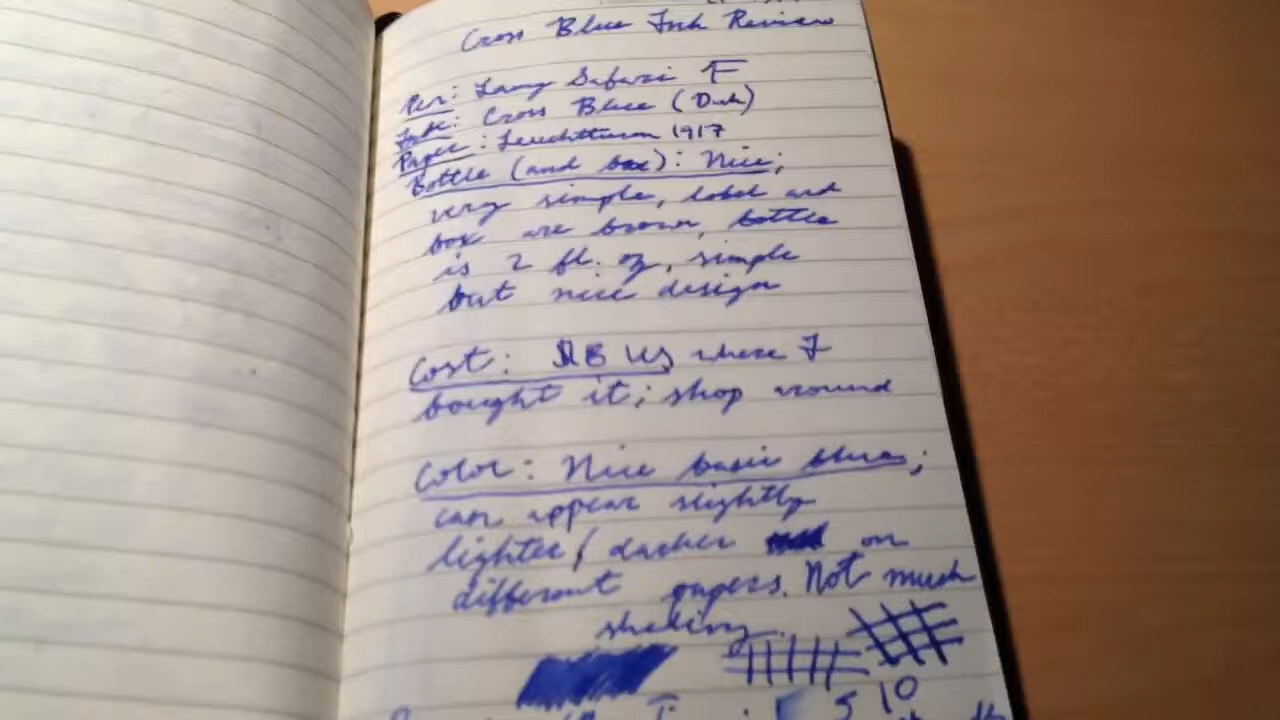 Cross Blue Ink Review
Pen: Lamy Safari F
Ink: Cross Blue (Duh)
Paper: Leuchtturm 1917
Bottle (and box): Nice;
very simple, label and
box are brown, bottle
is 2 fl. oz, simple
but nice design
Cost: US where I
bought it; shop around
Color: Nice basic blue;
can appear slightly
lighter/darker on
different papers. Not much
shading.
5 10